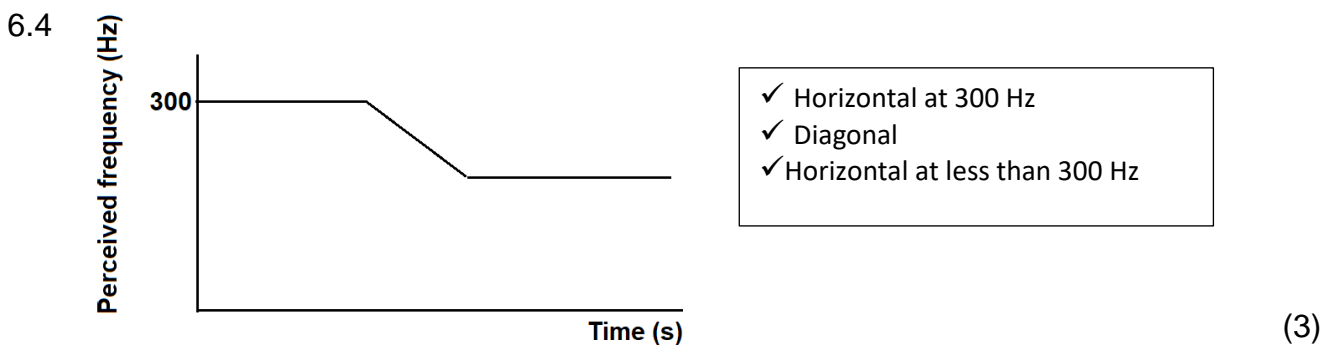 6.4
Perceived frequency (Hz)
300
Time (s)
✓ Horizontal at 300 Hz
✓ Diagonal
✓Horizontal at less than 300 Hz
(3)